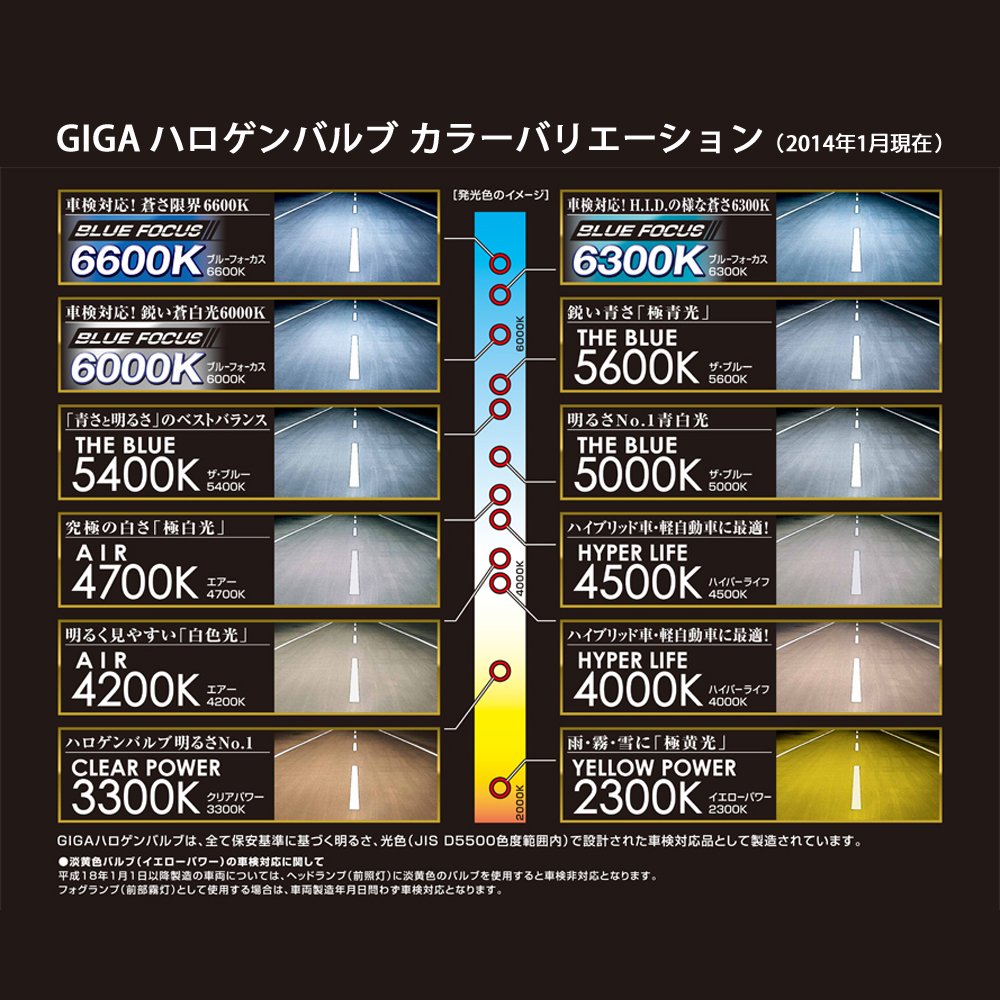 GIGA ハロゲンバルブ カラーバリエーション（2014年1月現在）
[発光色のイメージ]
車検対応！蒼さ限界6600K
BLUE FOCUS
6600K ブルーフォーカス
6600K
車検対応！H.I.D.の様な蒼さ6300K
BLUE FOCUS
6300K ブルーフォーカス
6300K
車検対応！鋭い蒼白光6000K
BLUE FOCUS
6000K ブルーフォーカス
6000K
鋭い青さ「極青光」
THE BLUE
5600K ザ・ブルー
5600K
「青さと明るさ」のベストバランス
THE BLUE
5400K ザ・ブルー
5400K
明るさNo.1青白光
THE BLUE
5000K ザ・ブルー
5000K
究極の白さ「極白光」
AIR
4700K エアー
4700K
ハイブリッド車・軽自動車に最適！
HYPER LIFE
4500K ハイパーライフ
4500K
明るく見やすい「白色光」
AIR
4200K エアー
4200K
ハイブリッド車・軽自動車に最適！
HYPER LIFE
4000K ハイパーライフ
4000K
ハロゲンバルブ明るさNo.1
CLEAR POWER
3300K クリアパワー
3300K
雨・霧・雪に「極黄光」
YELLOW POWER
2300K イエローパワー
2300K
6000K
4000K
2000K
GIGAハロゲンバルブは、全て保安基準に基づく明るさ、光色（JIS D5500色度範囲内）で設計された車検対応品として製造されています。
●淡黄色バルブ（イエローパワー）の車検対応に関して
平成18年1月1日以降製造の車両については、ヘッドランプ（前照灯）に淡黄色のバルブを使用すると車検非対応となります。
フォグランプ（前部霧灯）として使用する場合は、車両製造年月日問わず車検対応となります。